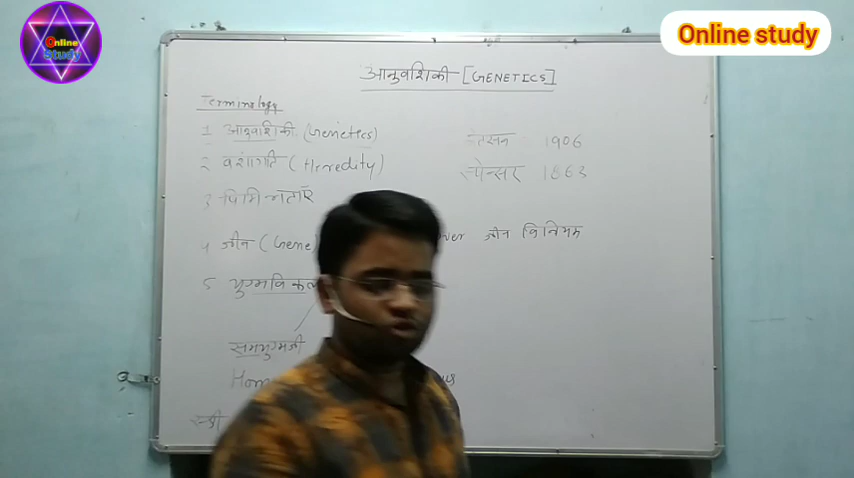 Online Study
Online study
आनुवंशिकी [GENETICS]
Terminology
1 आनुवांशिकी (Genetics) 1906
2 वंशागति (Heredity) स्पेन्सर 1863
3 विभिन्नताएँ
4 जीन (Gene) जीन विनिमय
5 युग्मविकल्
समयुग्मजी